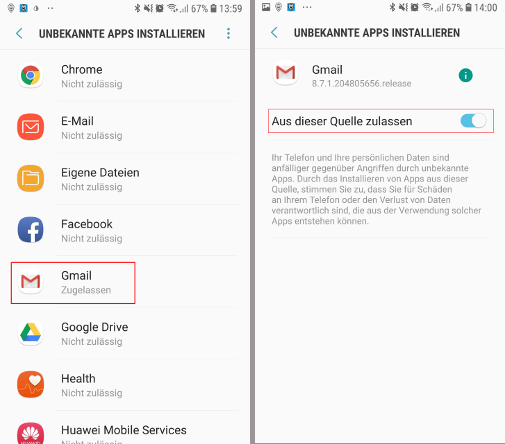 67% 13:59
UNBEKANNTE APPS INSTALLIEREN
Chrome
Nicht zulässig
E-Mail
Nicht zulässig
Eigene Dateien
Nicht zulässig
Facebook
Nicht zulässig
Gmail
Zugelassen
Google Drive
Nicht zulässig
Health
Nicht zulässig
HUAWEI
Huawei Mobile Services
Nicht zulässig
67% 14:00
UNBEKANNTE APPS INSTALLIEREN
Gmail
8.7.1.204805656.release
Aus dieser Quelle zulassen
Ihr Telefon und Ihre persönlichen Daten sind
anfälliger gegenüber Angriffen durch unbekannte
Apps. Durch das Installieren von Apps aus dieser
Quelle, stimmen Sie zu, dass Sie für Schäden
an Ihrem Telefon oder den Verlust von Daten
verantwortlich sind, die aus der Verwendung solcher
Apps entstehen können.